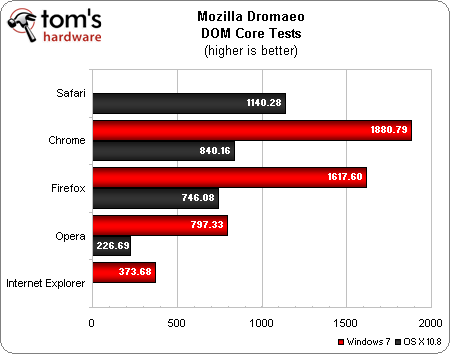 tom's
hardware
Mozilla Dromaeo
DOM Core Tests
(higher is better)
Safari
1140.28
Chrome
1880.79
840.16
Firefox
1617.60
746.08
Opera
797.33
226.69
Internet Explorer
373.68
0 500 1000 1500 2000
Windows 7 OS X 10.8